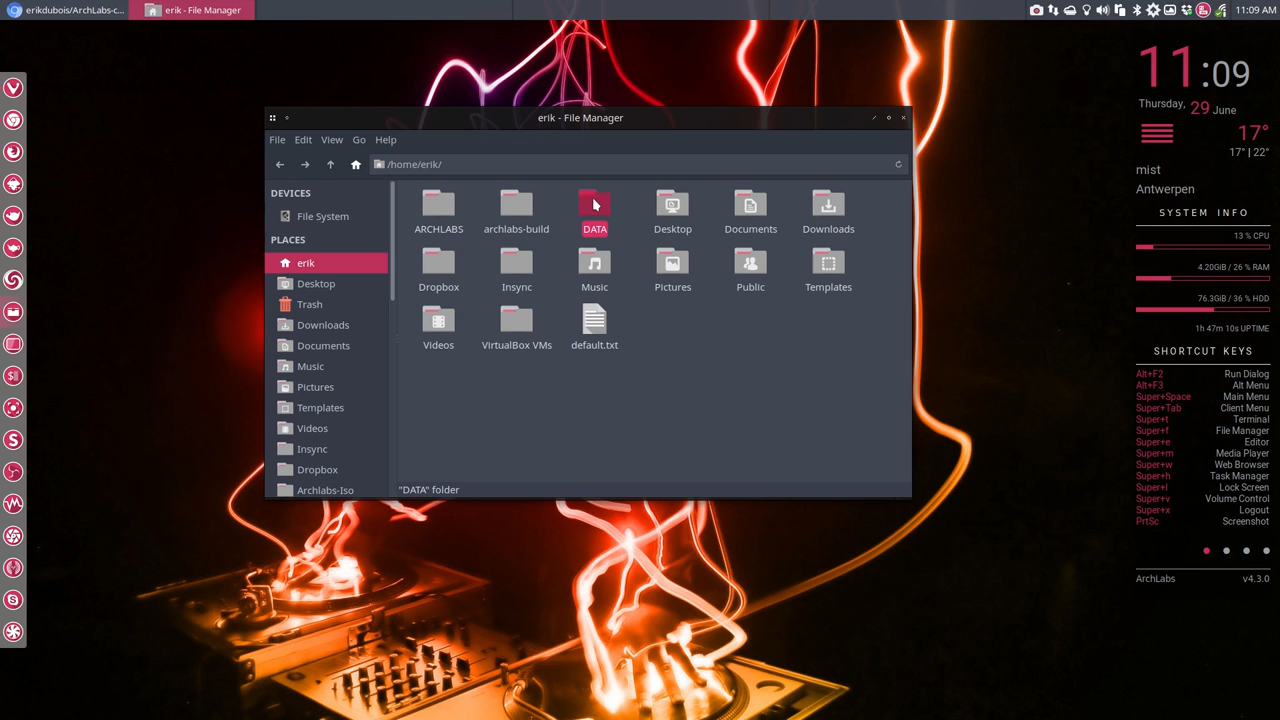 erikdubois/ArchLabs-c...
erik - File Manager
11:09 AM
erik - File Manager
File Edit View Go Help
/home/erik/
DEVICES
File System
PLACES
erik
Desktop
Trash
Downloads
Documents
Music
Pictures
Templates
Videos
Insync
Dropbox
Archlabs-Iso
ARCHLABS archlabs-build DATA Desktop Documents Downloads
Dropbox Insync Music Pictures Public Templates
Videos VirtualBox VMs default.txt
"DATA" folder
11:09
Thursday, 29 June
17°
17° | 22°
mist
Antwerpen
SYSTEM INFO
13 % CPU
4.20GiB / 26 % RAM
76.3GiB / 36 % HDD
1h 47m 10s UPTIME
SHORTCUT KEYS
Alt+F2 Run Dialog
Alt+F3 Alt Menu
Super+Space Main Menu
Super+Tab Client Menu
Super+t Terminal
Super+f File Manager
Super+e Editor
Super+m Media Player
Super+w Web Browser
Super+h Task Manager
Super+l Lock Screen
Super+v Volume Control
Super+x Logout
PrtSc Screenshot
ArchLabs v4.3.0